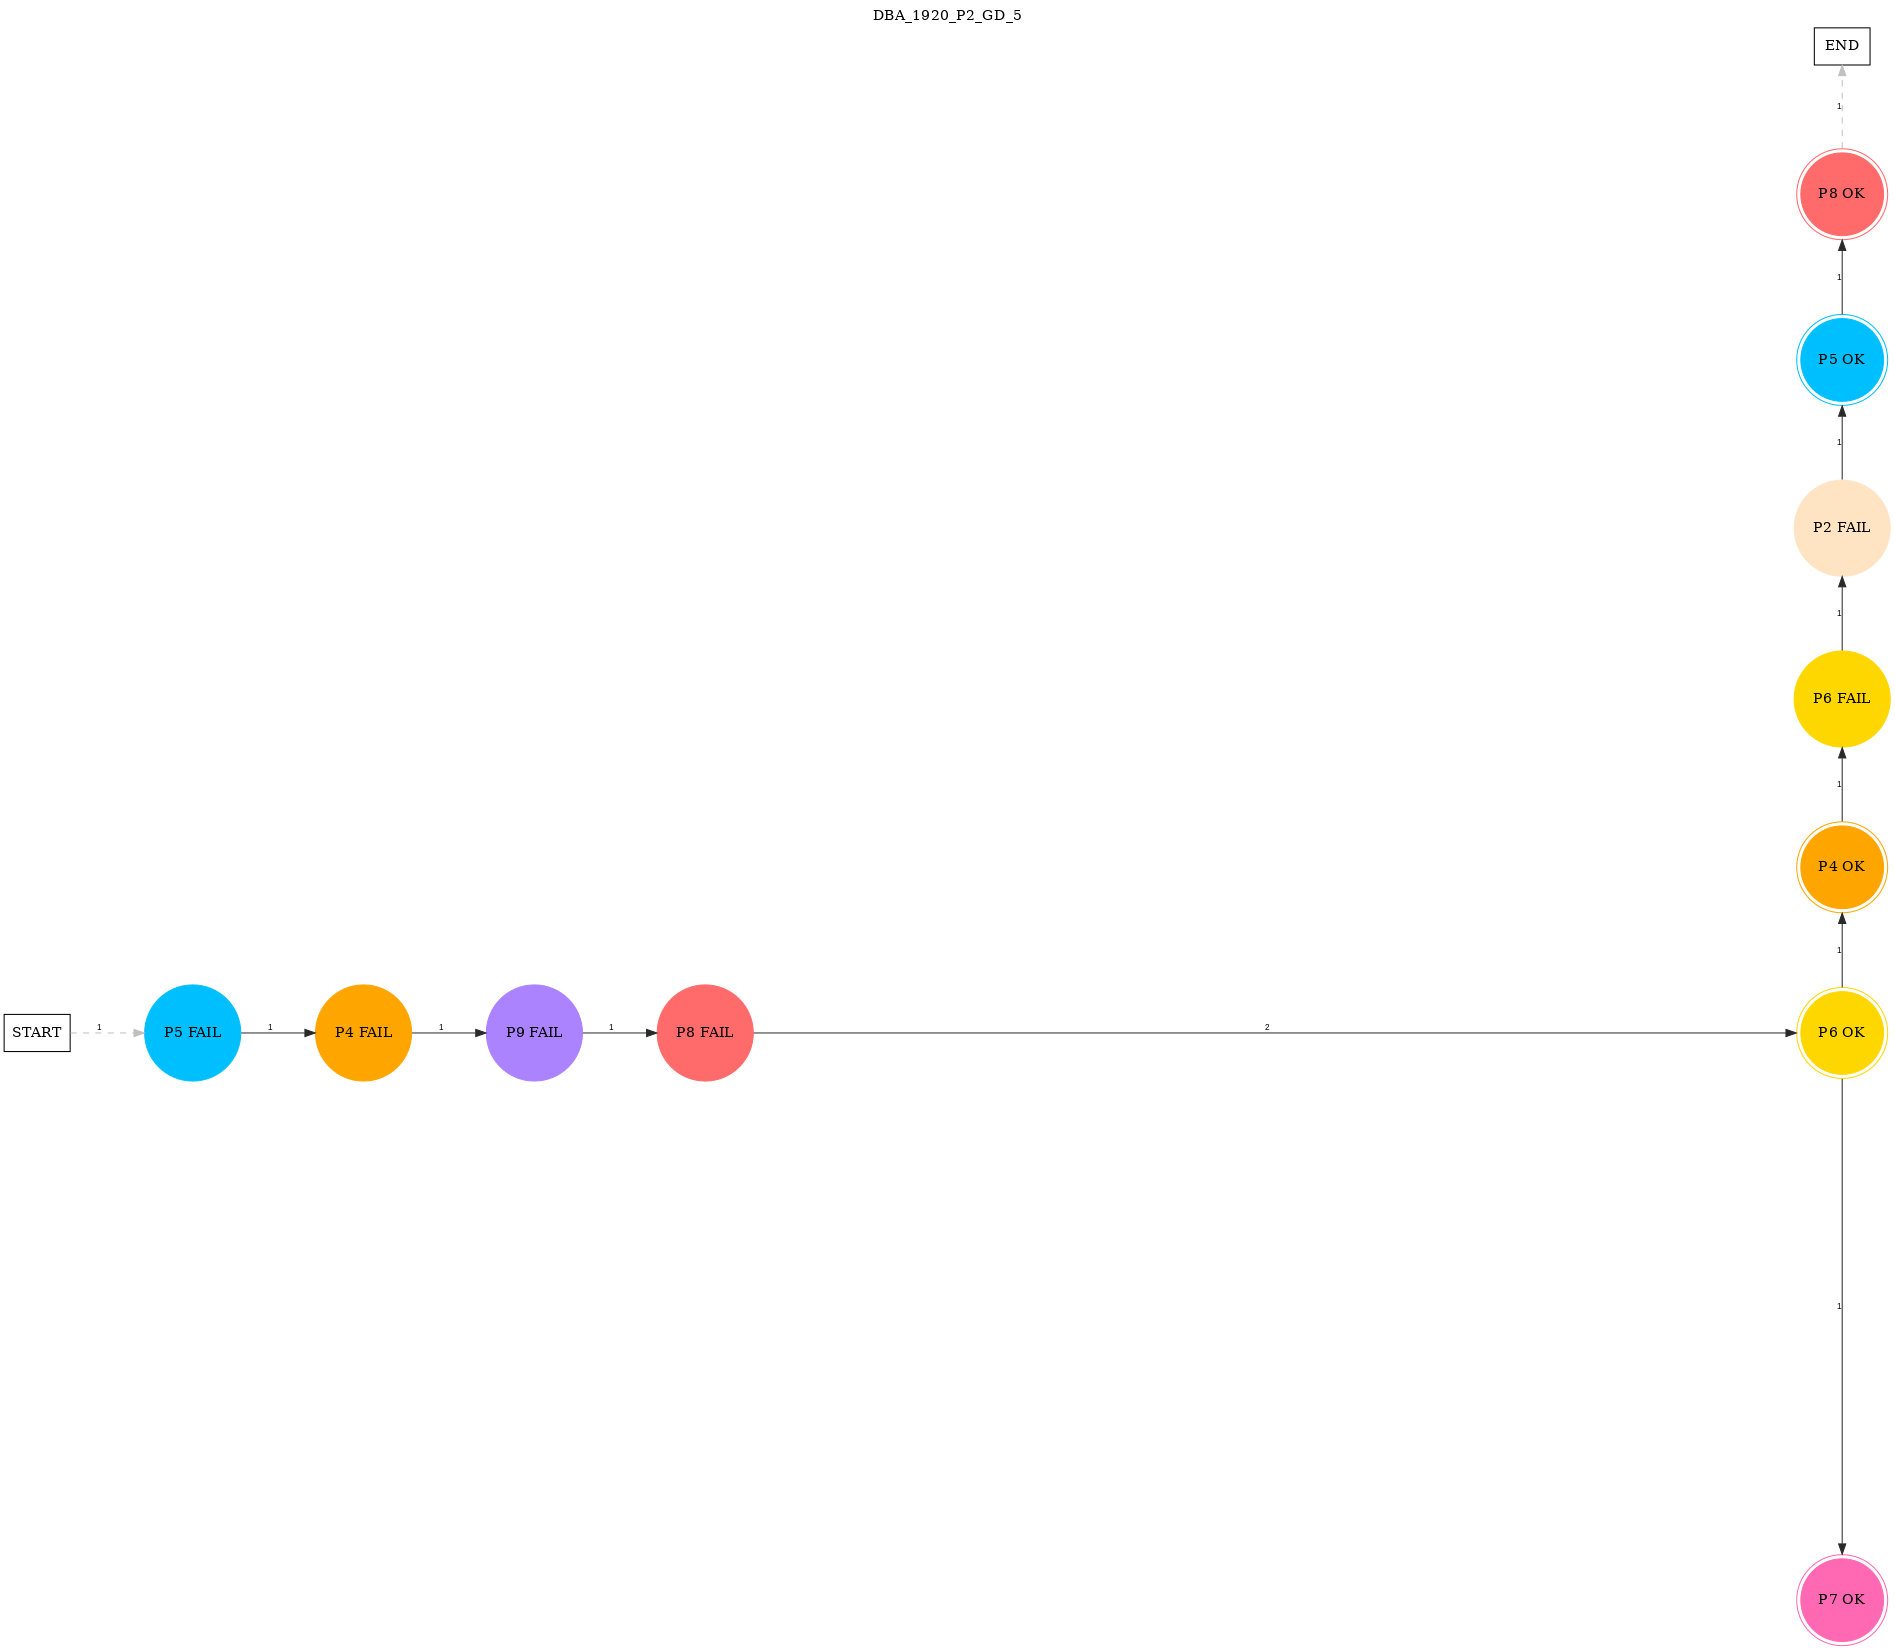 DBA_1920_P2_GD_5
END
1
P8 OK
1
P5 OK
1
P2 FAIL
1
P6 FAIL
1
P4 OK
1
START
1
P5 FAIL
1
P4 FAIL
1
P9 FAIL
1
P8 FAIL
2
P6 OK
1
P7 OK